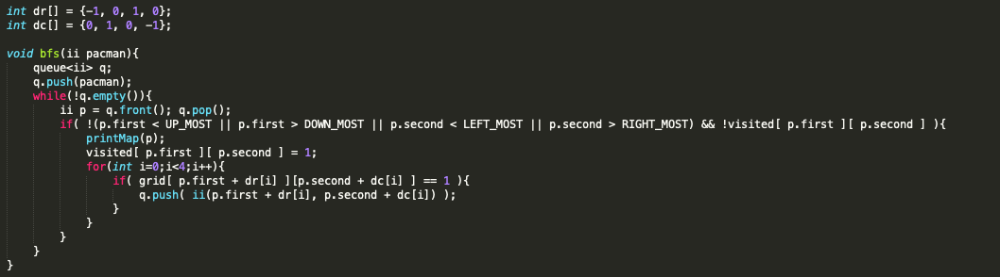 int dr[] = {-1, 0, 1, 0};
int dc[] = {0, 1, 0, -1};

void bfs(ii pacman){
    queue<ii> q;
    q.push(pacman);
    while(!q.empty()){
        ii p = q.front(); q.pop();
        if( !(p.first < UP_MOST || p.first > DOWN_MOST || p.second < LEFT_MOST || p.second > RIGHT_MOST) && !visited[ p.first ][ p.second ] ){
            printMap(p);
            visited[ p.first ][ p.second ] = 1;
            for(int i=0;i<4;i++){
                if( grid[ p.first + dr[i] ][p.second + dc[i] ] == 1 ){
                    q.push( ii(p.first + dr[i], p.second + dc[i]) );
                }
            }
        }
    }
}